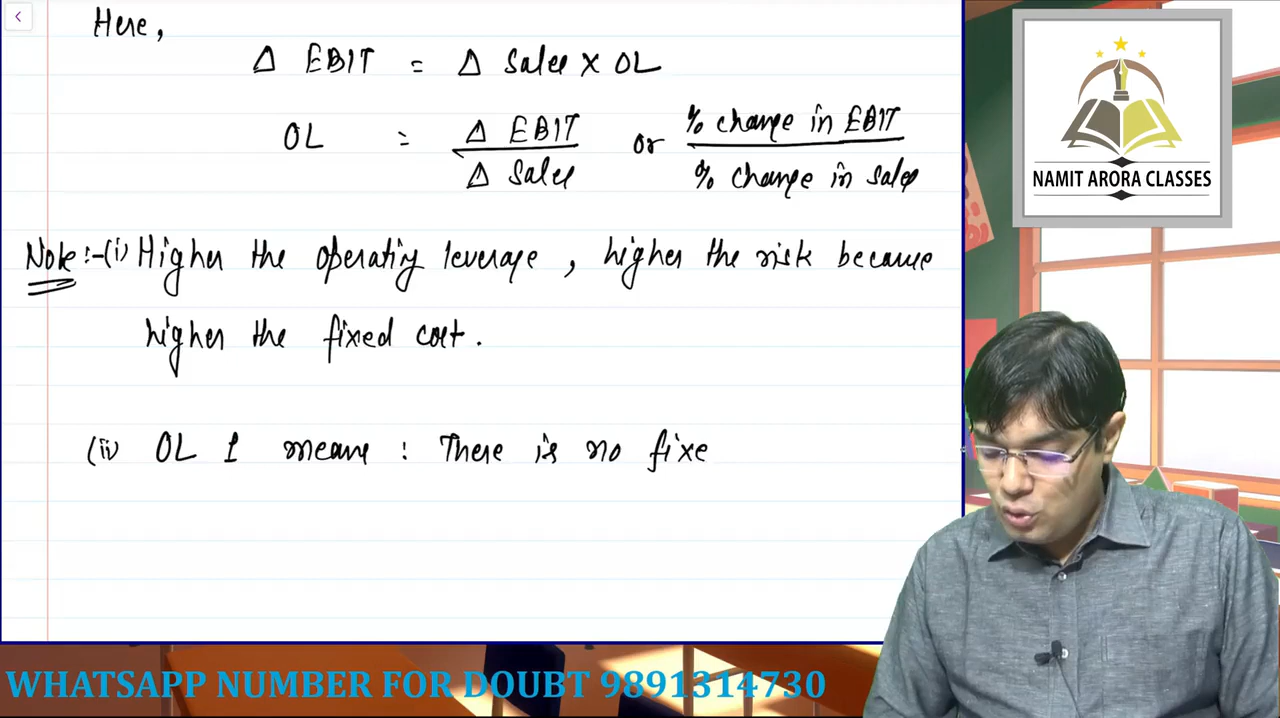 Here,
Δ EBIT = Δ Sales X OL
OL = Δ EBIT / Δ Sales or % change in EBIT / % change in sales
Note :- (i) Higher the operating leverage, higher the risk because
higher the fixed cost.
(ii) OL 1 means : There is no fixe
NAMIT ARORA CLASSES
WHATSAPP NUMBER FOR DOUBT 9891314730